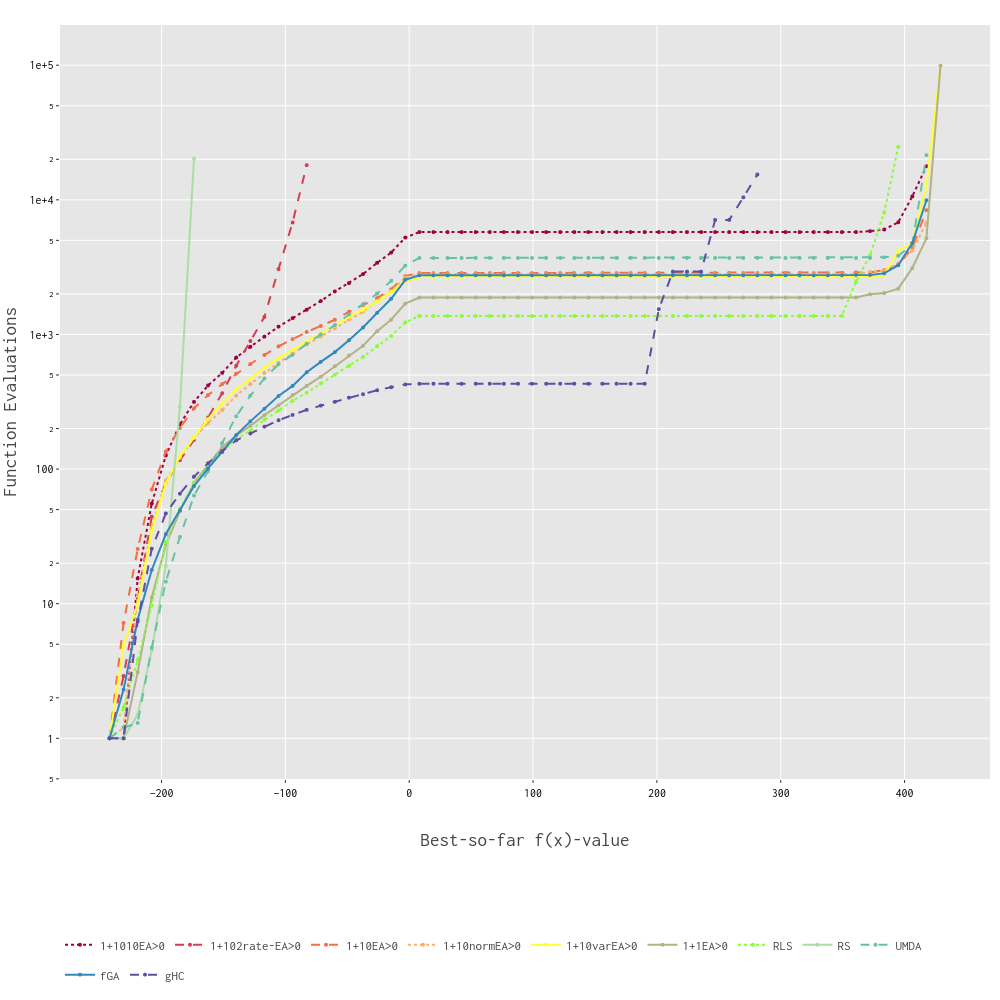 1e+5
5
2
1e+4
5
2
1e+3
5
2
100
5
2
10
5
2
1
5
Function Evaluations
−200 −100 0 100 200 300 400
Best-so-far f(x)-value
1+1010EA>0 1+102rate-EA>0 1+10EA>0 1+10normEA>0 1+10varEA>0 1+1EA>0 RLS RS UMDA
fGA gHC